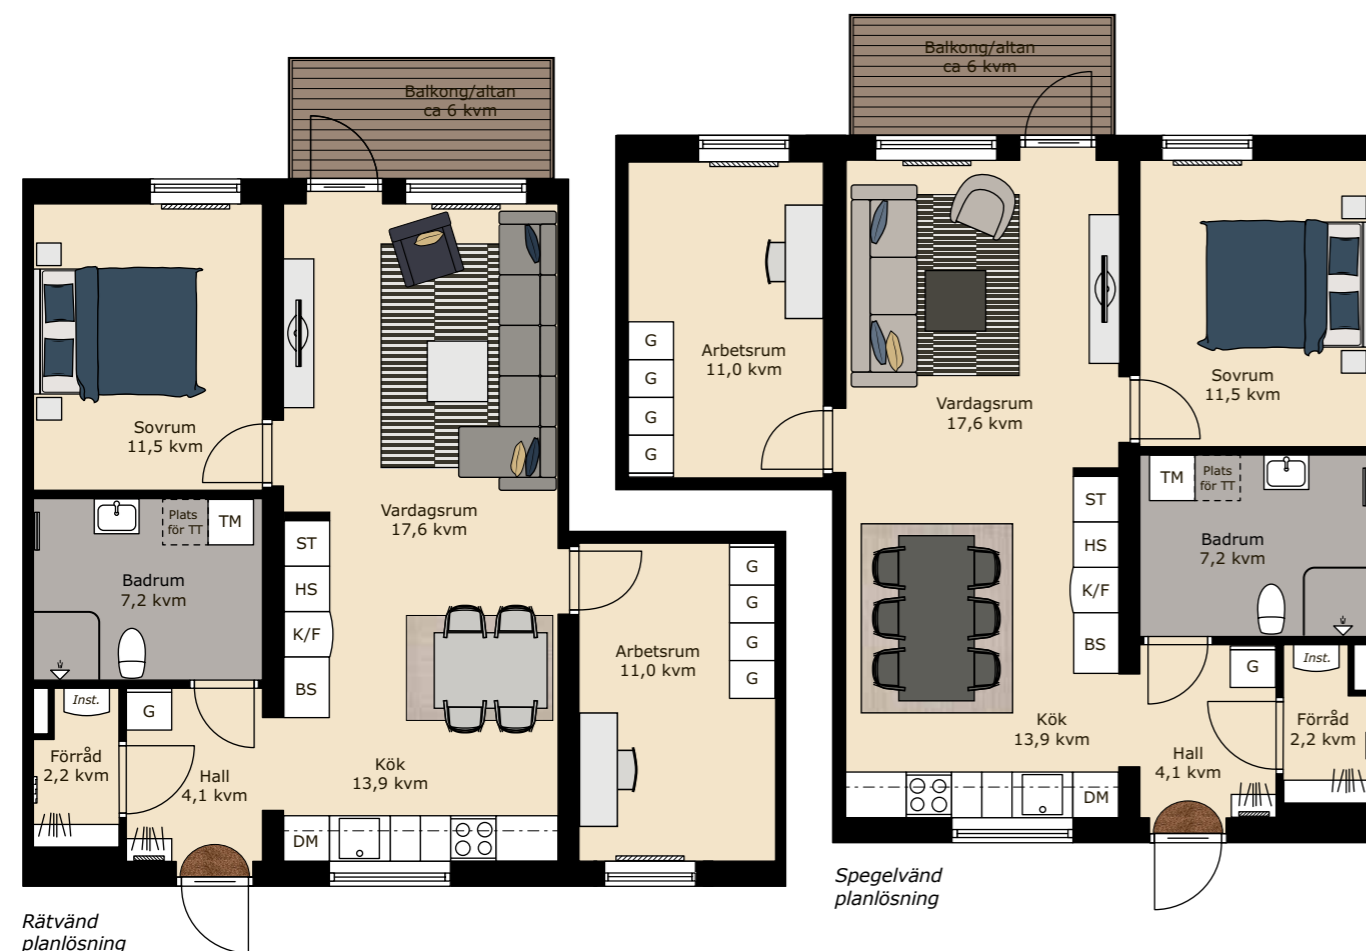 Balkong/altan
ca 6 kvm
Sovrum
11,5 kvm
Vardagsrum
17,6 kvm
Plats
för TT
TM
Badrum
7,2 kvm
ST
HS
K/F
BS
G
G
G
G
Arbetsrum
11,0 kvm
Inst.
G
Förråd
2,2 kvm
Hall
4,1 kvm
Kök
13,9 kvm
DM
Rätvänd
planlösning
Balkong/altan
ca 6 kvm
G
G
G
G
Arbetsrum
11,0 kvm
Vardagsrum
17,6 kvm
Sovrum
11,5 kvm
TM
Plats
för TT
Badrum
7,2 kvm
ST
HS
K/F
BS
G
Inst.
Förråd
2,2 kvm
Hall
4,1 kvm
Kök
13,9 kvm
DM
Spegelvänd
planlösning